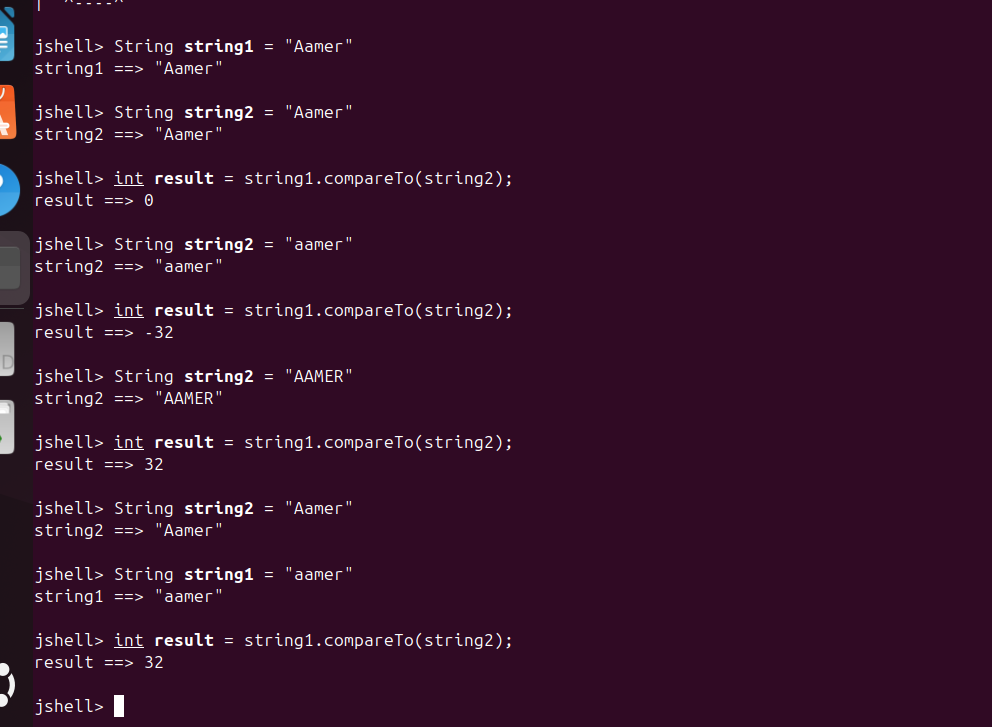 |  ^----^
jshell> String string1 = "Aamer"
string1 ==> "Aamer"
jshell> String string2 = "Aamer"
string2 ==> "Aamer"
jshell> int result = string1.compareTo(string2);
result ==> 0
jshell> String string2 = "aamer"
string2 ==> "aamer"
jshell> int result = string1.compareTo(string2);
result ==> -32
jshell> String string2 = "AAMER"
string2 ==> "AAMER"
jshell> int result = string1.compareTo(string2);
result ==> 32
jshell> String string2 = "Aamer"
string2 ==> "Aamer"
jshell> String string1 = "aamer"
string1 ==> "aamer"
jshell> int result = string1.compareTo(string2);
result ==> 32
jshell>